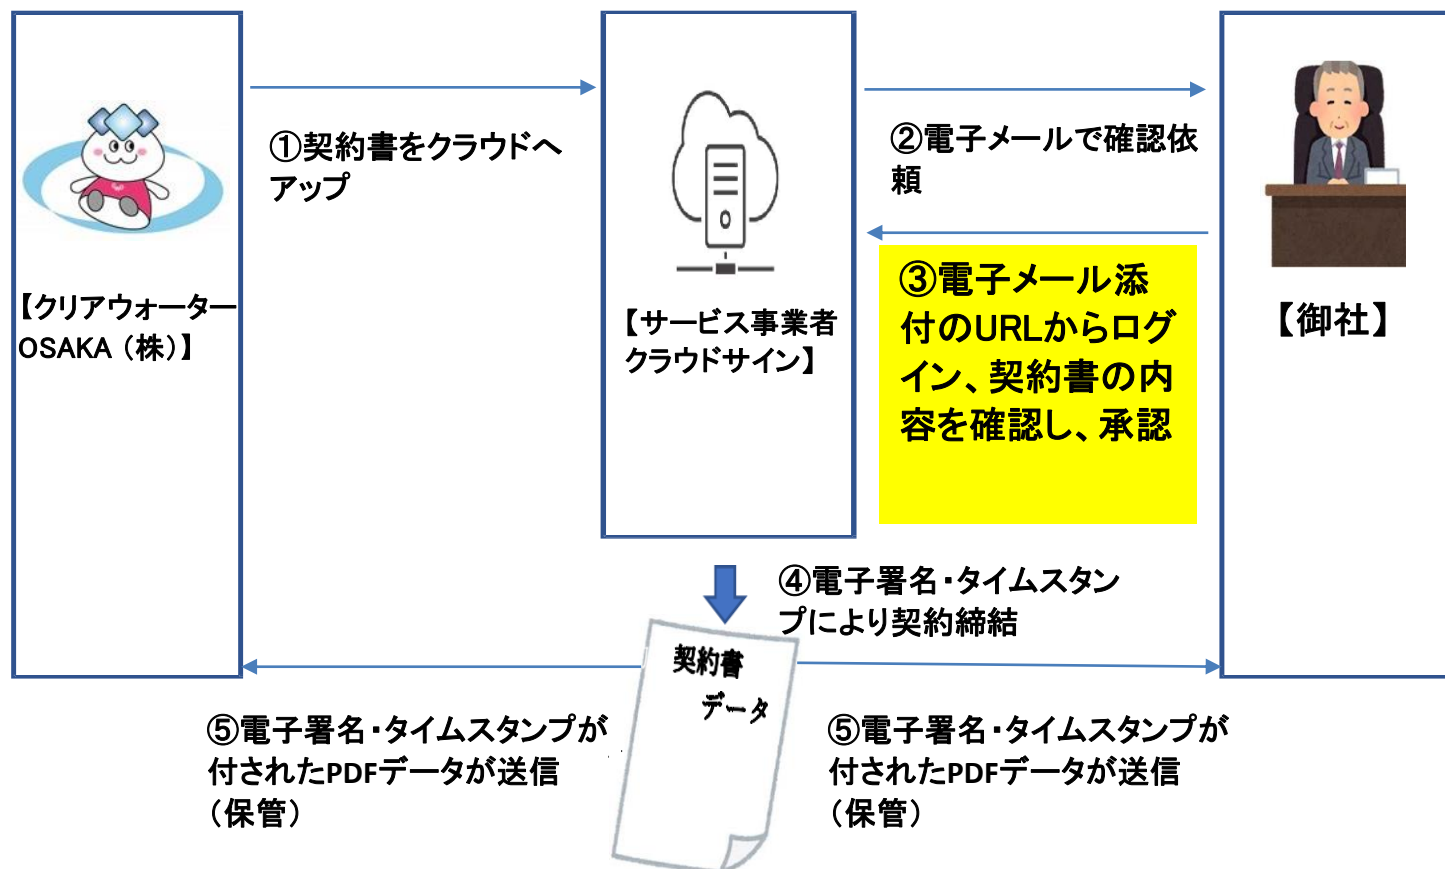 ①契約書をクラウドへ
アップ
②電子メールで確認依
頼
③電子メール添
付のURLからログ
イン、契約書の内
容を確認し、承認
【クリアウォーター
OSAKA（株）】
【サービス事業者
クラウドサイン】
【御社】
④電子署名・タイムスタン
プにより契約締結
契約書
データ
⑤電子署名・タイムスタンプが
付されたPDFデータが送信
（保管）
⑤電子署名・タイムスタンプが
付されたPDFデータが送信
（保管）